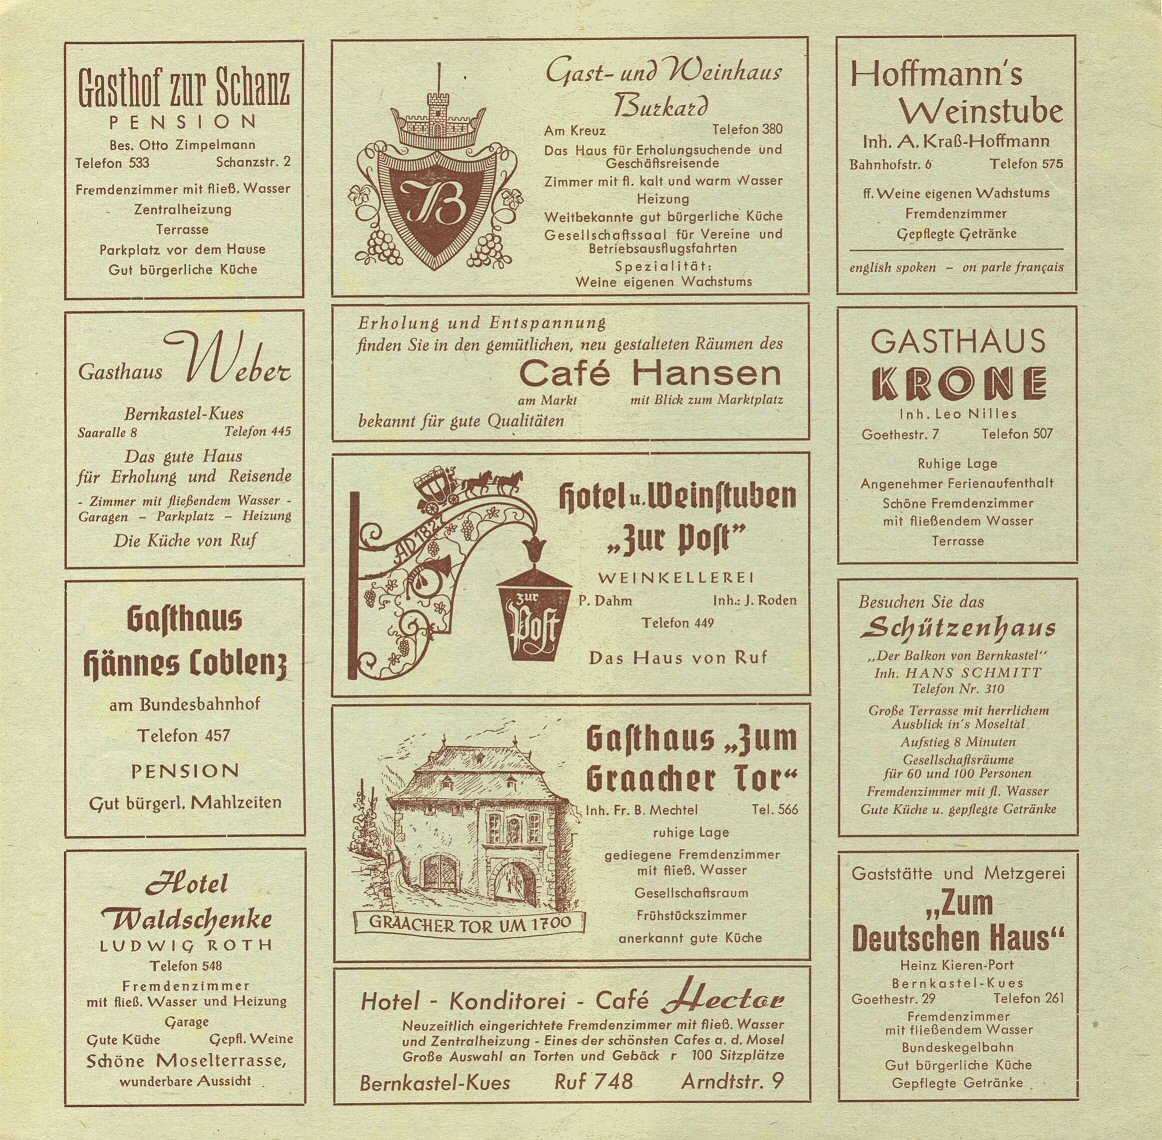 Gasthof zur Schanz
PENSION
Bes. Otto Zimpelmann
Telefon 533 Schanzstr. 2
Fremdenzimmer mit fließ. Wasser
Zentralheizung
Terrasse
Parkplatz vor dem Hause
Gut bürgerliche Küche
Gasthaus Weber
Bernkastel-Kues
Saaralle 8 Telefon 445
Das gute Haus
für Erholung und Reisende
- Zimmer mit fließendem Wasser -
Garagen – Parkplatz – Heizung
Die Küche von Ruf
Gasthaus
Hännes Coblenz
am Bundesbahnhof
Telefon 457
PENSION
Gut bürgerl. Mahlzeiten
Hotel
Waldschenke
LUDWIG ROTH
Telefon 548
Fremdenzimmer
mit fließ. Wasser und Heizung
Garage
Gute Küche Gepfl. Weine
Schöne Moselterrasse,
wunderbare Aussicht
B
Gast- und Weinhaus
Burkard
Am Kreuz Telefon 380
Das Haus für Erholungsuchende und
Geschäftsreisende
Zimmer mit fl. kalt und warm Wasser
Heizung
Weitbekannte gut bürgerliche Küche
Gesellschaftssaal für Vereine und
Betriebsausflugsfahrten
Spezialität:
Weine eigenen Wachstums
Erholung und Entspannung
finden Sie in den gemütlichen, neu gestalteten Räumen des
Café Hansen
am Markt mit Blick zum Marktplatz
bekannt für gute Qualitäten
AD 1827
zur
Post
Hotel u. Weinstuben
„Zur Post”
WEINKELLEREI
P. Dahm Inh.: J. Roden
Telefon 449
Das Haus von Ruf
Gasthaus „Zum
Graacher Tor“
Inh. Fr. B. Mechtel Tel. 566
ruhige Lage
gediegene Fremdenzimmer
mit fließ. Wasser
Gesellschaftsraum
Frühstückszimmer
anerkannt gute Küche
GRAACHER TOR UM 1700
Hotel - Konditorei - Café Hector
Neuzeitlich eingerichtete Fremdenzimmer mit fließ. Wasser
und Zentralheizung - Eines der schönsten Cafes a. d. Mosel
Große Auswahl an Torten und Gebäck r 100 Sitzplätze
Bernkastel-Kues Ruf 748 Arndtstr. 9
Hoffmann's
Weinstube
Inh. A. Kraß-Hoffmann
Bahnhofstr. 6 Telefon 575
ff. Weine eigenen Wachstums
Fremdenzimmer
Gepflegte Getränke
english spoken – on parle français
GASTHAUS
KRONE
Inh. Leo Nilles
Goethestr. 7 Telefon 507
Ruhige Lage
Angenehmer Ferienaufenthalt
Schöne Fremdenzimmer
mit fließendem Wasser
Terrasse
Besuchen Sie das
Schützenhaus
„Der Balkon von Bernkastel“
Inh. HANS SCHMITT
Telefon Nr. 310
Große Terrasse mit herrlichem
Ausblick in's Moseltal
Aufstieg 8 Minuten
Gesellschaftsräume
für 60 und 100 Personen
Fremdenzimmer mit fl. Wasser
Gute Küche u. gepflegte Getränke
Gaststätte und Metzgerei
„Zum
Deutschen Haus“
Heinz Kieren-Port
Bernkastel-Kues
Goethestr. 29 Telefon 261
Fremdenzimmer
mit fließendem Wasser
Bundeskegelbahn
Gut bürgerliche Küche
Gepflegte Getränke